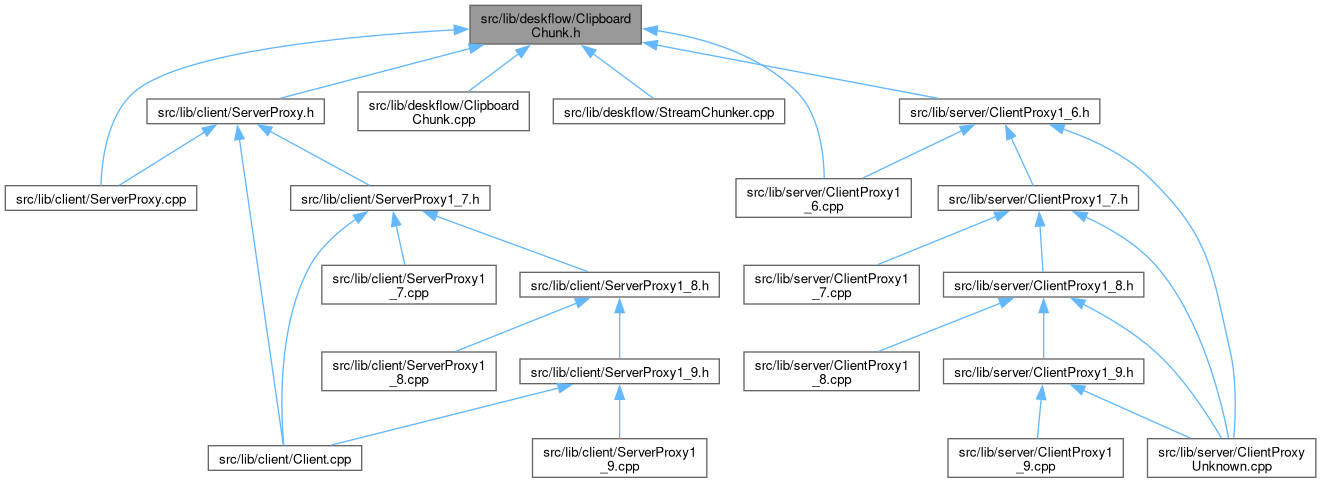 src/lib/deskflow/Clipboard
Chunk.h
src/lib/client/ServerProxy.h
src/lib/deskflow/Clipboard
Chunk.cpp
src/lib/deskflow/StreamChunker.cpp
src/lib/server/ClientProxy1_6.h
src/lib/client/ServerProxy.cpp
src/lib/client/ServerProxy1_7.h
src/lib/server/ClientProxy1
_6.cpp
src/lib/server/ClientProxy1_7.h
src/lib/client/ServerProxy1
_7.cpp
src/lib/client/ServerProxy1_8.h
src/lib/server/ClientProxy1
_7.cpp
src/lib/server/ClientProxy1_8.h
src/lib/client/ServerProxy1
_8.cpp
src/lib/client/ServerProxy1_9.h
src/lib/server/ClientProxy1
_8.cpp
src/lib/server/ClientProxy1_9.h
src/lib/client/Client.cpp
src/lib/client/ServerProxy1
_9.cpp
src/lib/server/ClientProxy1
_9.cpp
src/lib/server/ClientProxy
Unknown.cpp